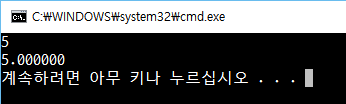 C:₩WINDOWS₩system32₩cmd.exe
5
5.000000
계속하려면 아무 키나 누르십시오 . . .